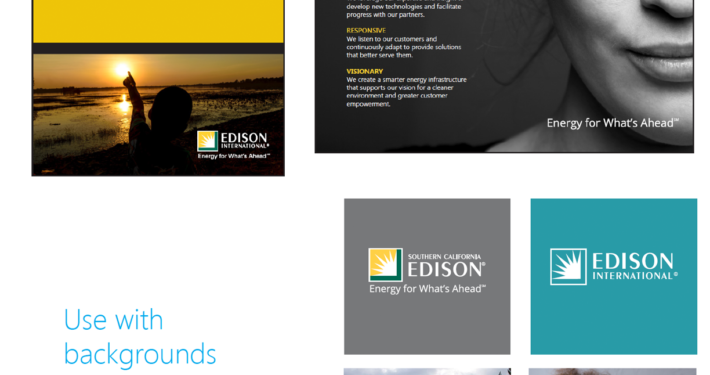 develop new technologies and facilitate
progress with our partners.
RESPONSIVE
We listen to our customers and
continuously adapt to provide solutions
that better serve them.
VISIONARY
We create a smarter energy infrastructure
that supports our vision for a cleaner
environment and greater customer
empowerment.
Energy for What's Ahead™
EDISON
INTERNATIONAL®
Energy for What's Ahead™
SOUTHERN CALIFORNIA
EDISON®
Energy for What's Ahead™
EDISON
INTERNATIONAL®
Use with
backgrounds